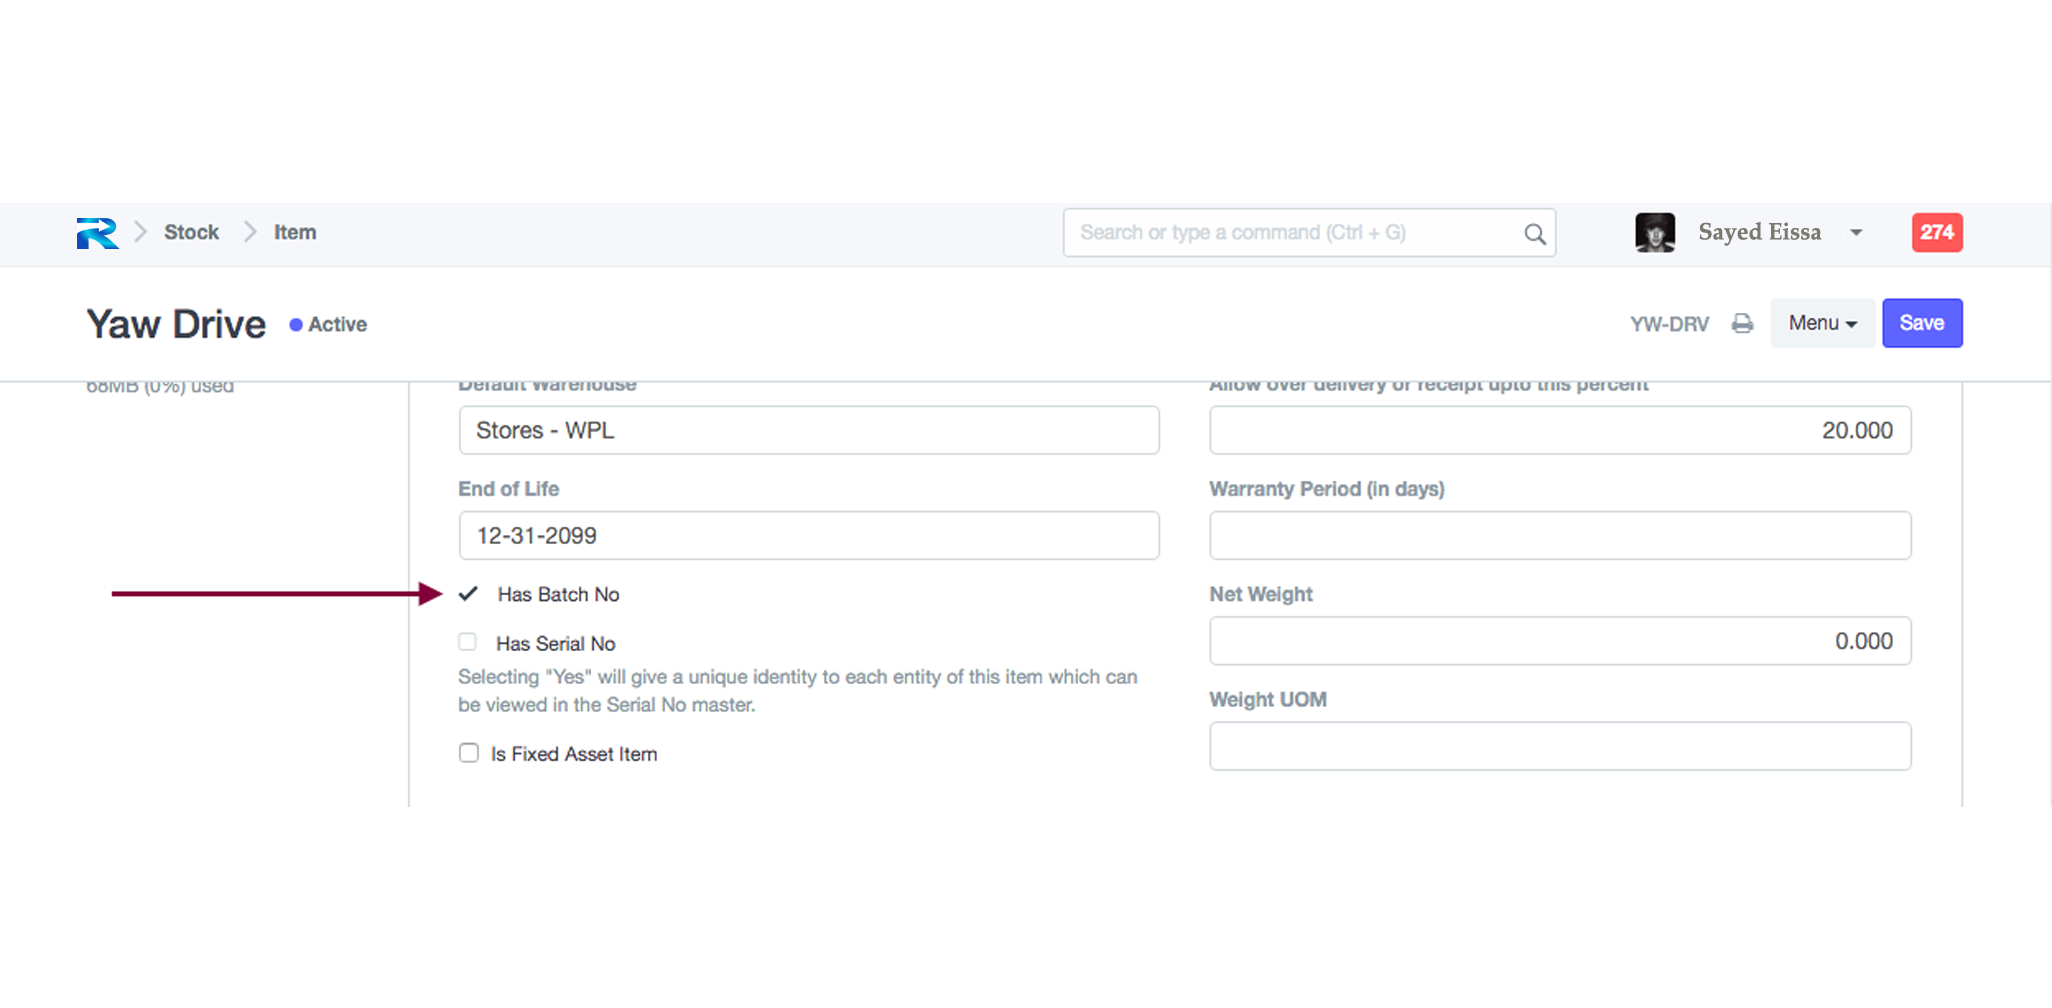 Stock
Item
Search or type a command (Ctrl + G)
Sayed Eissa
274
Yaw Drive
Active
YW-DRV
Menu
Save
68MB (0%) used
Default Warehouse
Stores - WPL
End of Life
12-31-2099
Has Batch No
Has Serial No
Selecting "Yes" will give a unique identity to each entity of this item which can
be viewed in the Serial No master.
Is Fixed Asset Item
Allow over delivery or receipt upto this percent
20.000
Warranty Period (in days)
Net Weight
0.000
Weight UOM